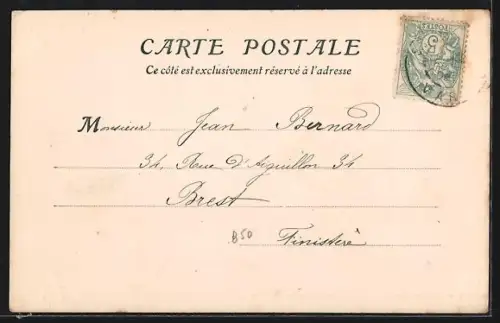 CARTE POSTALE
Ce côté est exclusivement réservé à l'adresse
Monsieur Jean Bernard
34, Rue d'Aiguillon 34
Brest
B50
Finistère